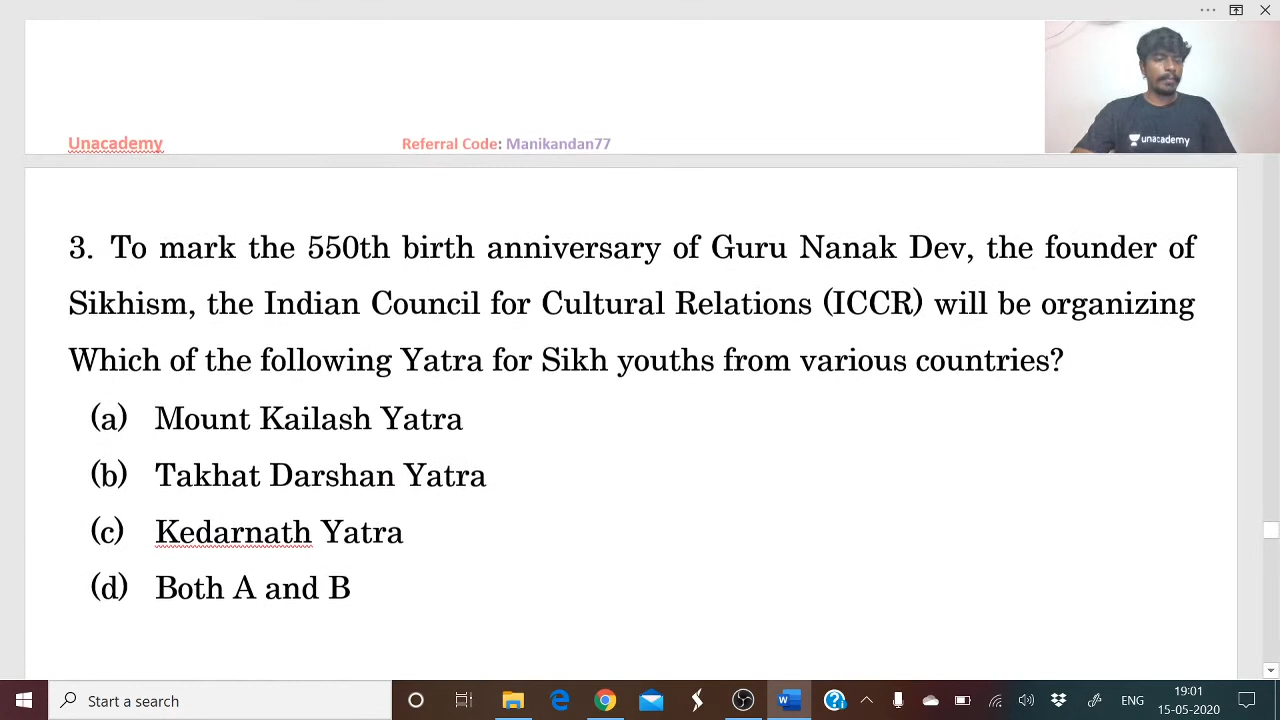 unacademy
Unacademy Referral Code: Manikandan77
3. To mark the 550th birth anniversary of Guru Nanak Dev, the founder of
Sikhism, the Indian Council for Cultural Relations (ICCR) will be organizing
Which of the following Yatra for Sikh youths from various countries?
(a) Mount Kailash Yatra
(b) Takhat Darshan Yatra
(c) Kedarnath Yatra
(d) Both A and B
Start a search
ENG
19:01
15-05-2020